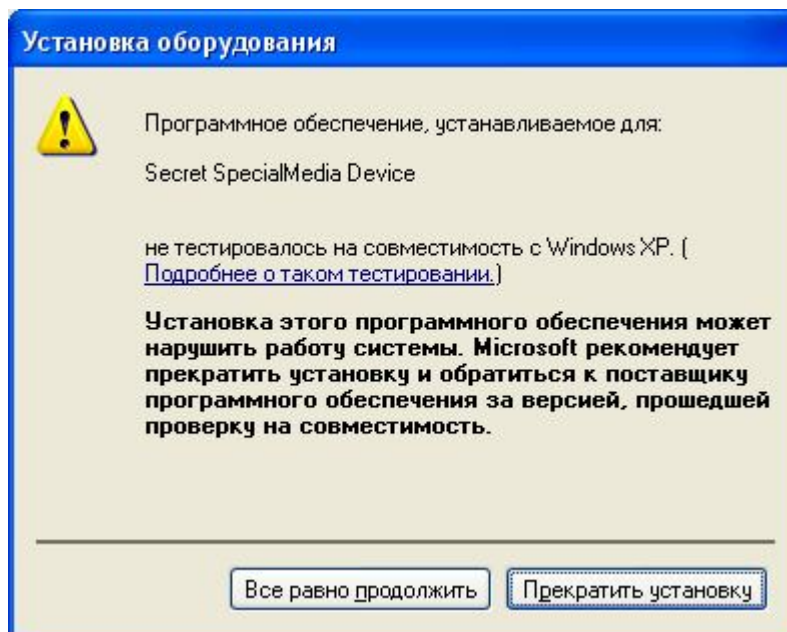 Установка оборудования
Программное обеспечение, устанавливаемое для:
Secret SpecialMedia Device
не тестировалось на совместимость с Windows XP. (
Подробнее о таком тестировании.)
Установка этого программного обеспечения может
нарушить работу системы. Microsoft рекомендует
прекратить установку и обратиться к поставщику
программного обеспечения за версией, прошедшей
проверку на совместимость.
Все равно продолжить
Прекратить установку